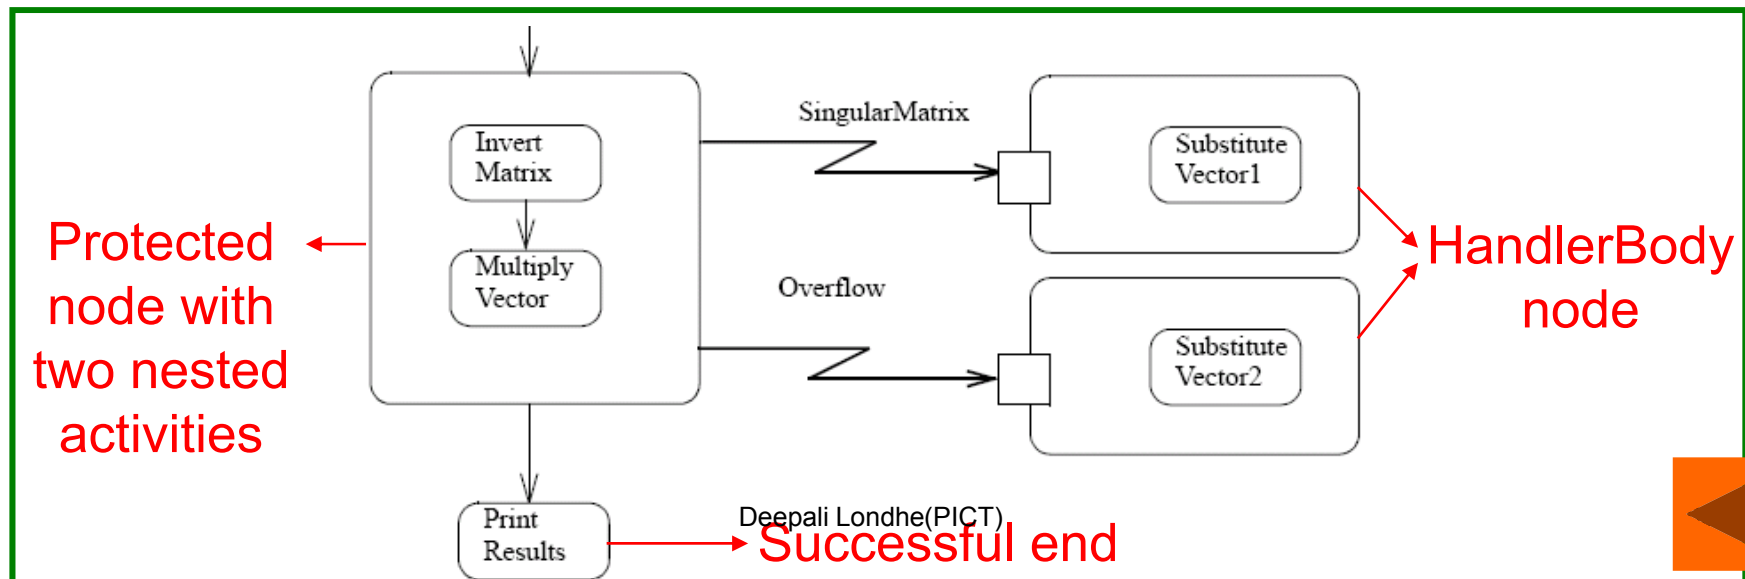 SingularMatrix
Invert
Matrix
Substitute
Vector1
Protected
node with
two nested
activities
HandlerBody
node
Multiply
Vector
Overflow
Substitute
Vector2
Print
Results
Deepali Londhe(PICT)
Successful end